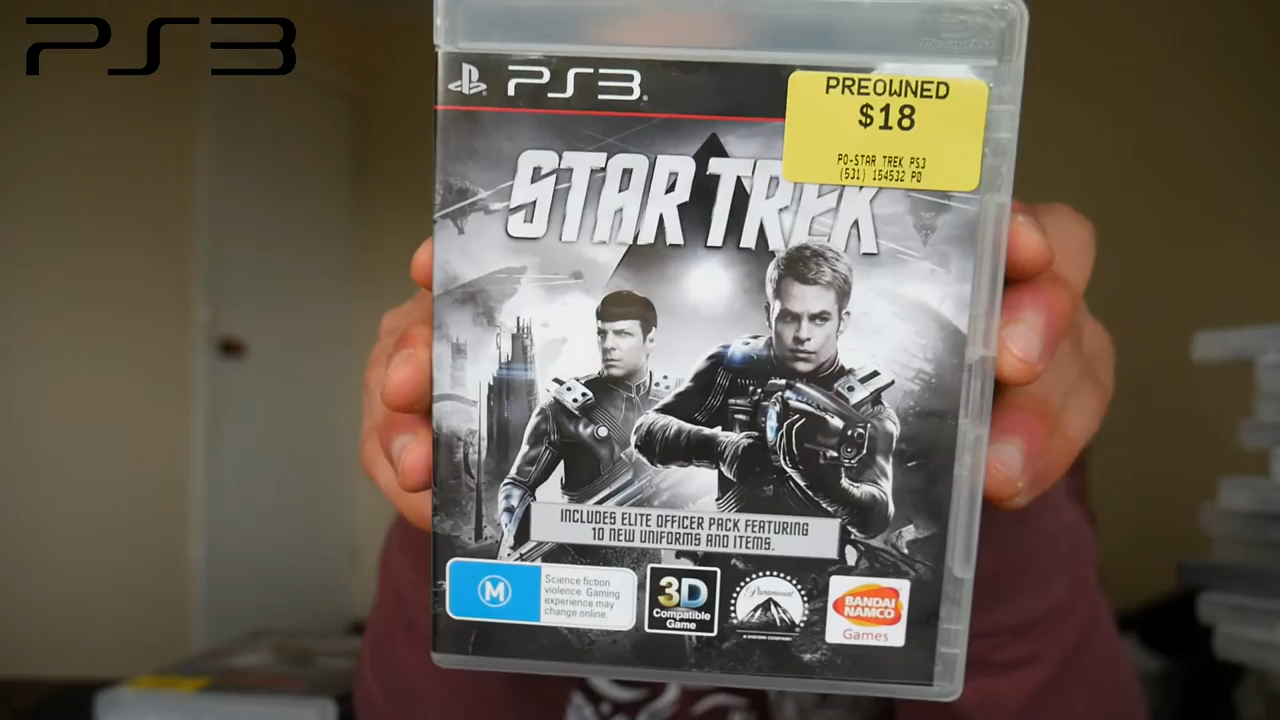 PS3
PS3
PREOWNED
$18
PO-STAR TREK PS3
(531) 154532 PO
STAR TREK
INCLUDES ELITE OFFICER PACK FEATURING
10 NEW UNIFORMS AND ITEMS.
M
Science fiction
violence. Gaming
experience may
change online.
3D
Compatible
Game
Paramount
A VIACOM COMPANY
BANDAI
NAMCO
Games